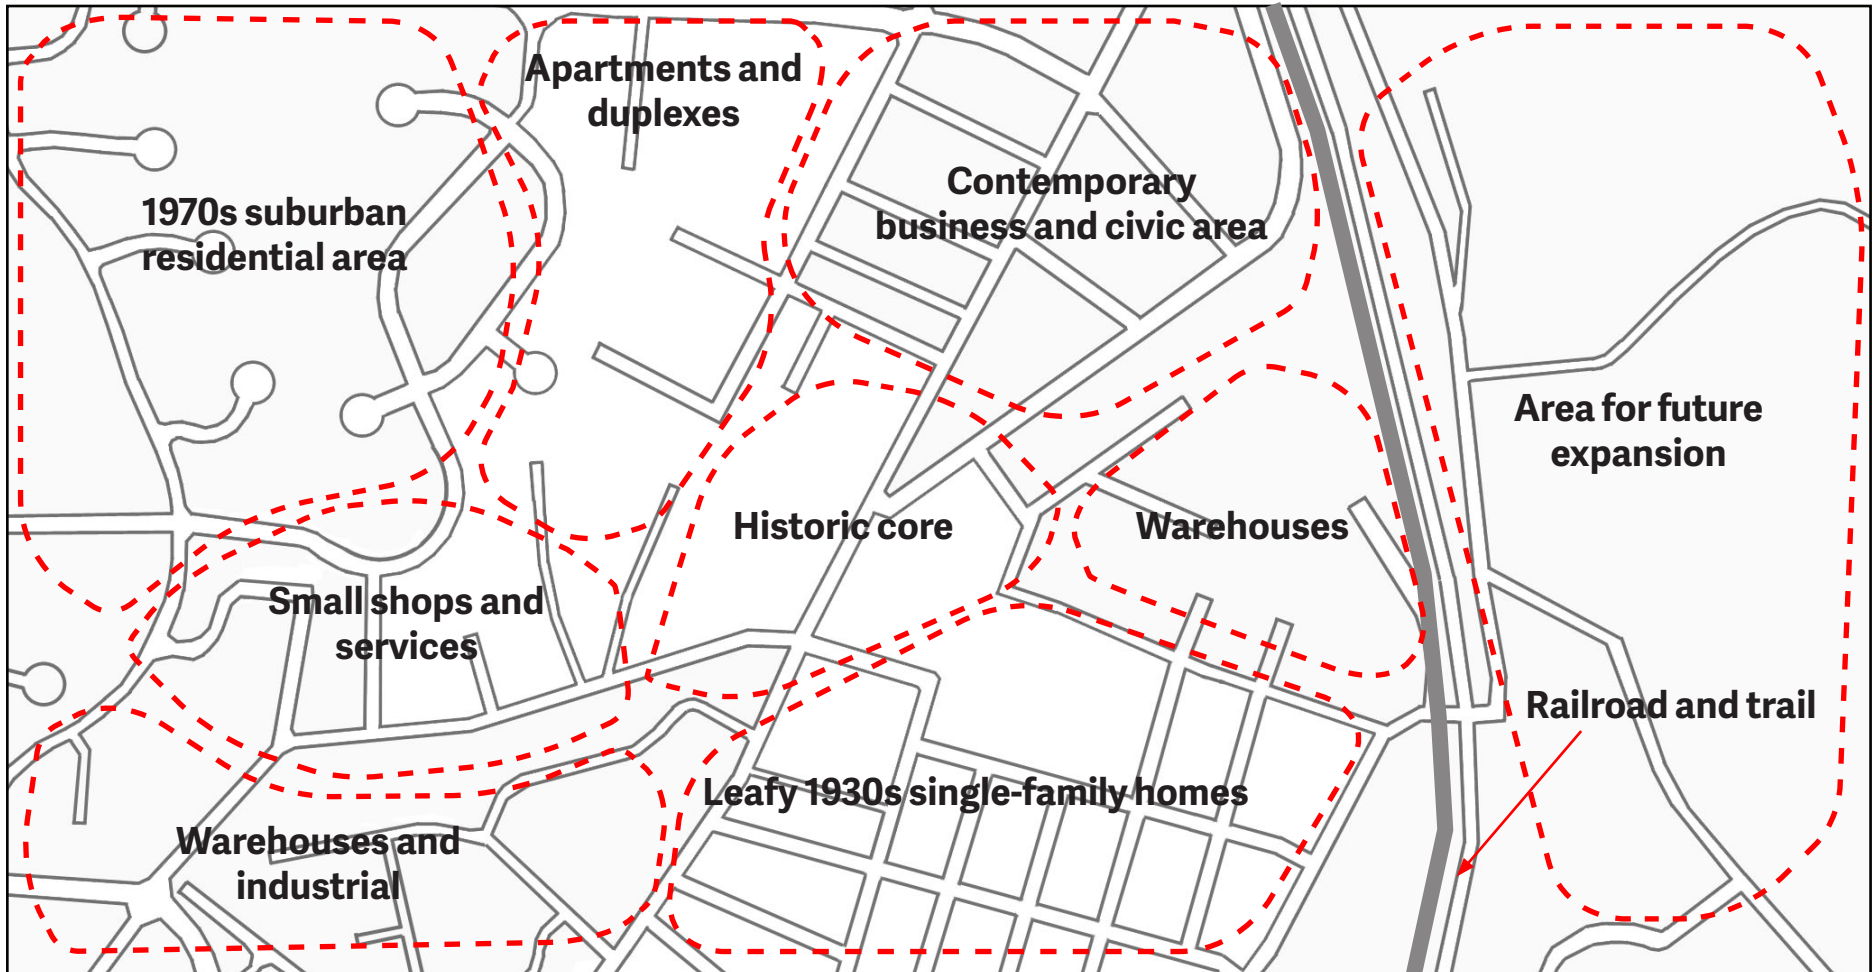 Apartments and
duplexes
Contemporary
business and civic area
1970s suburban
residential area
Area for future
expansion
Historic core
Warehouses
Small shops and
services
Railroad and trail
Leafy 1930s single-family homes
Warehouses and
industrial